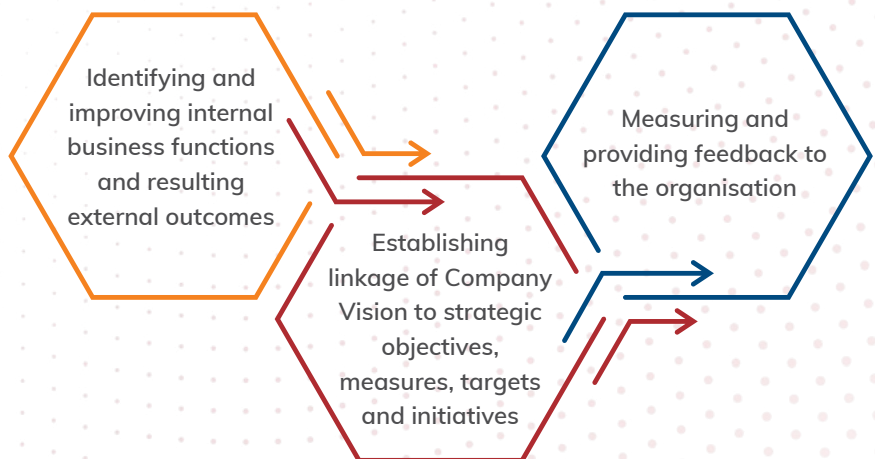 Identifying and
improving internal
business functions
and resulting
external outcomes
Establishing
linkage of Company
Vision to strategic
objectives,
measures, targets
and initiatives
Measuring and
providing feedback to
the organisation